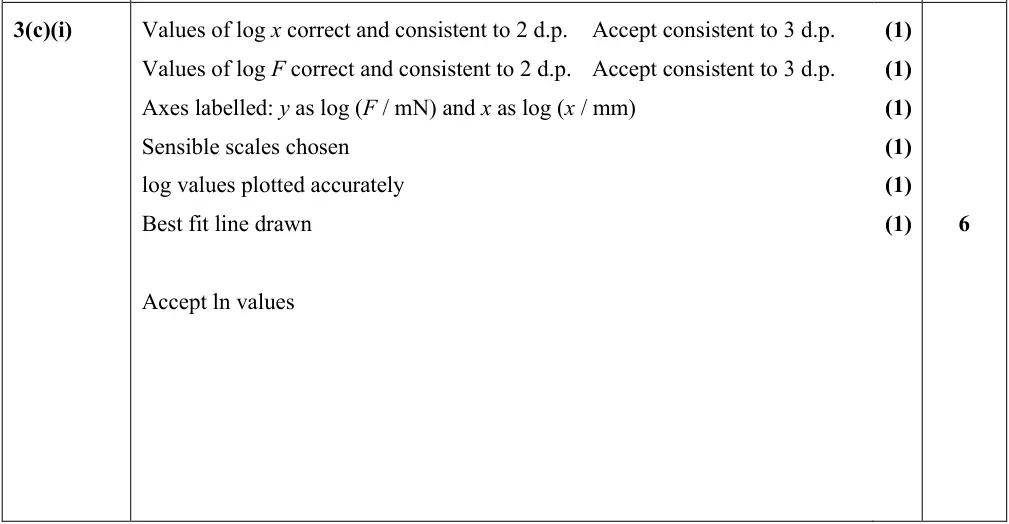 3(c)(i) Values of log x correct and consistent to 2 d.p. Accept consistent to 3 d.p. (1)
Values of log F correct and consistent to 2 d.p. Accept consistent to 3 d.p. (1)
Axes labelled: y as log (F / mN) and x as log (x / mm) (1)
Sensible scales chosen (1)
log values plotted accurately (1)
Best fit line drawn (1) 6
Accept ln values